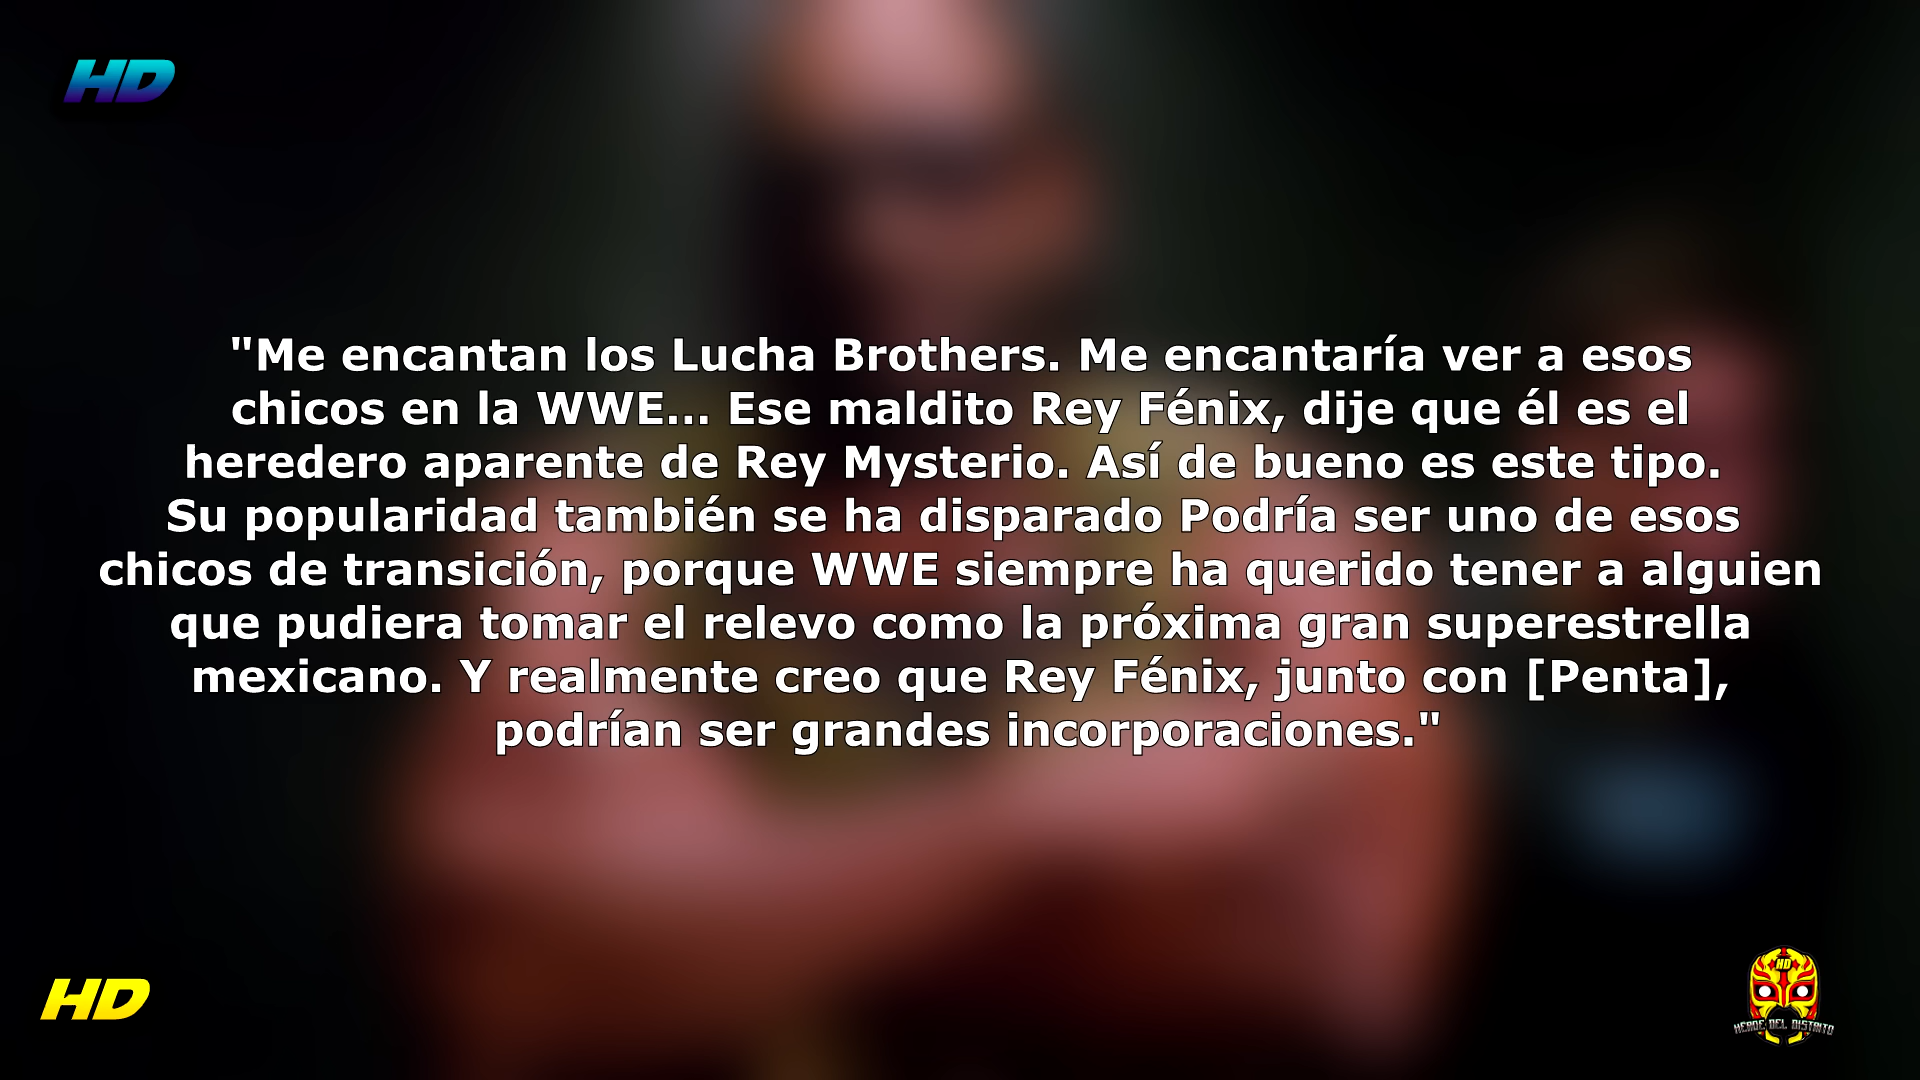 HD
"Me encantan los Lucha Brothers. Me encantaría ver a esos
chicos en la WWE... Ese maldito Rey Fénix, dije que él es el
heredero aparente de Rey Mysterio. Así de bueno es este tipo.
Su popularidad también se ha disparado Podría ser uno de esos
chicos de transición, porque WWE siempre ha querido tener a alguien
que pudiera tomar el relevo como la próxima gran superestrella
mexicano. Y realmente creo que Rey Fénix, junto con [Penta],
podrían ser grandes incorporaciones."
HD
HD
HEROE DEL DISTRITO